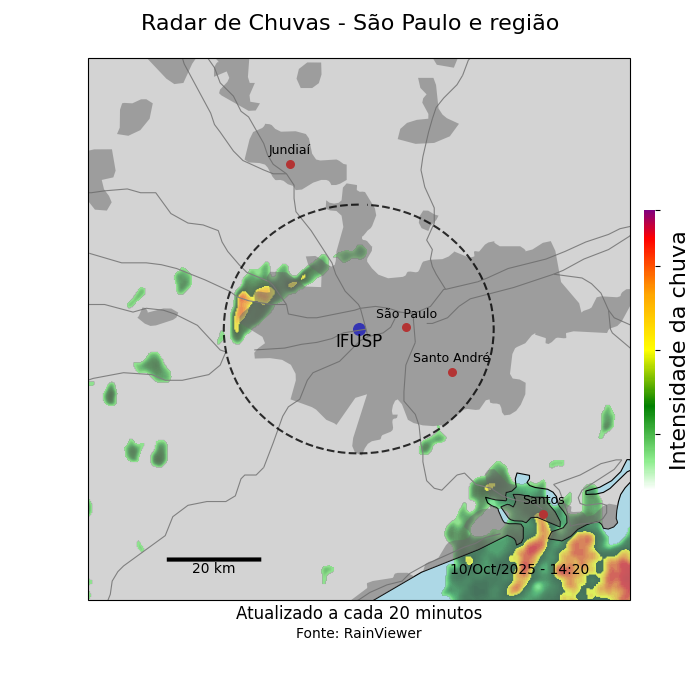 Radar de Chuvas - São Paulo e região
Jundiaí
São Paulo
IFUSP
Santo André
Intensidade da chuva
Santos
20 km
10/Oct/2025 - 14:20
Atualizado a cada 20 minutos
Fonte: RainViewer